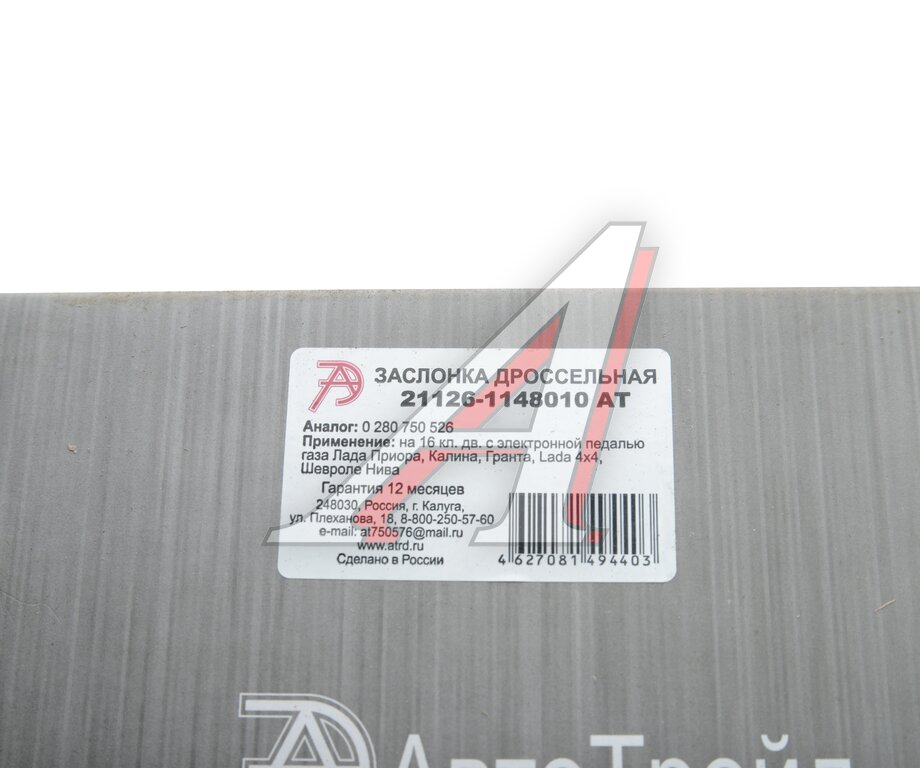 ЗАСЛОНКА ДРОССЕЛЬНАЯ
21126-1148010 АТ
Аналог: 0 280 750 526
Применение: на 16 кл. дв. с электронной педалью
газа Лада Приора, Калина, Гранта, Lada 4x4,
Шевроле Нива
Гарантия 12 месяцев
248030, Россия, г. Калуга,
ул. Плеханова, 18, 8-800-250-57-60
e-mail: at750576@mail.ru
www.atrd.ru
Сделано в России
4 627081 494403
АвтоТрейд